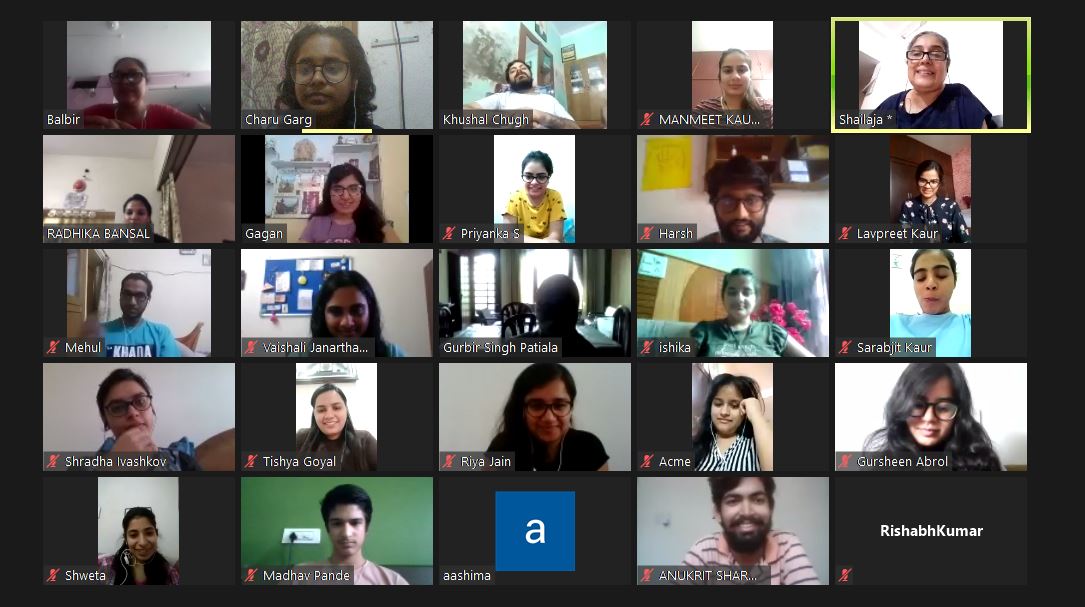 Balbir
Charu Garg
Khushal Chugh
MANMEET KAU...
Shailaja *
RADHIKA BANSAL
Gagan
Priyanka S
Harsh
Lavpreet Kaur
Mehul
Vaishali Janartha...
Gurbir Singh Patiala
ishika
Sarabjit Kaur
Shradha Ivashkov
Tishya Goyal
Riya Jain
Acme
Gursheen Abrol
Shweta
Madhav Pande
a
aashima
ANUKRIT SHAR...
RishabhKumar